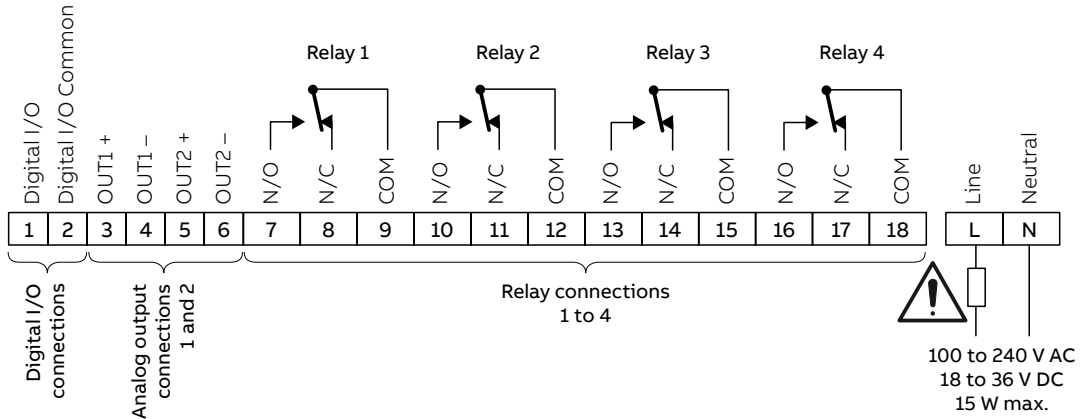 Relay 1
Relay 2
Relay 3
Relay 4
Digital I/O
Digital I/O Common
OUT1 +
OUT1 –
OUT2 +
OUT2 –
N/O
N/C
COM
N/O
N/C
COM
N/O
N/C
COM
N/O
N/C
COM
Line
Neutral
1 2 3 4 5 6 7 8 9 10 11 12 13 14 15 16 17 18 L N
Digital I/O
connections
Analog output
connections
1 and 2
Relay connections
1 to 4
!
100 to 240 V AC
18 to 36 V DC
15 W max.